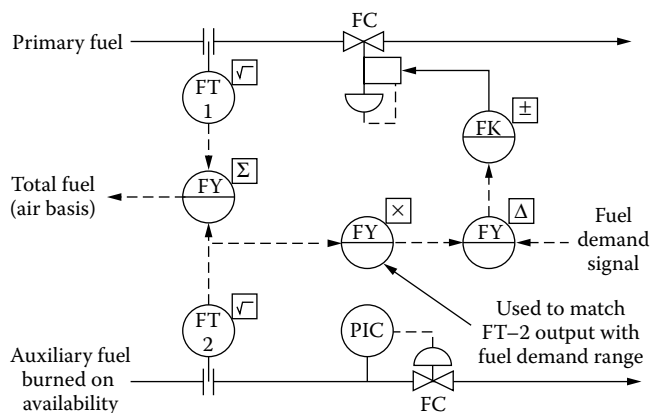 FC
Primary fuel
FT
1
√
FK
±
Total fuel
(air basis)
FY
Σ
FY
×
FY
Δ
Fuel
demand
signal
FT
2
√
PIC
Used to match
FT–2 output with
fuel demand range
Auxiliary fuel
burned on
availability
FC